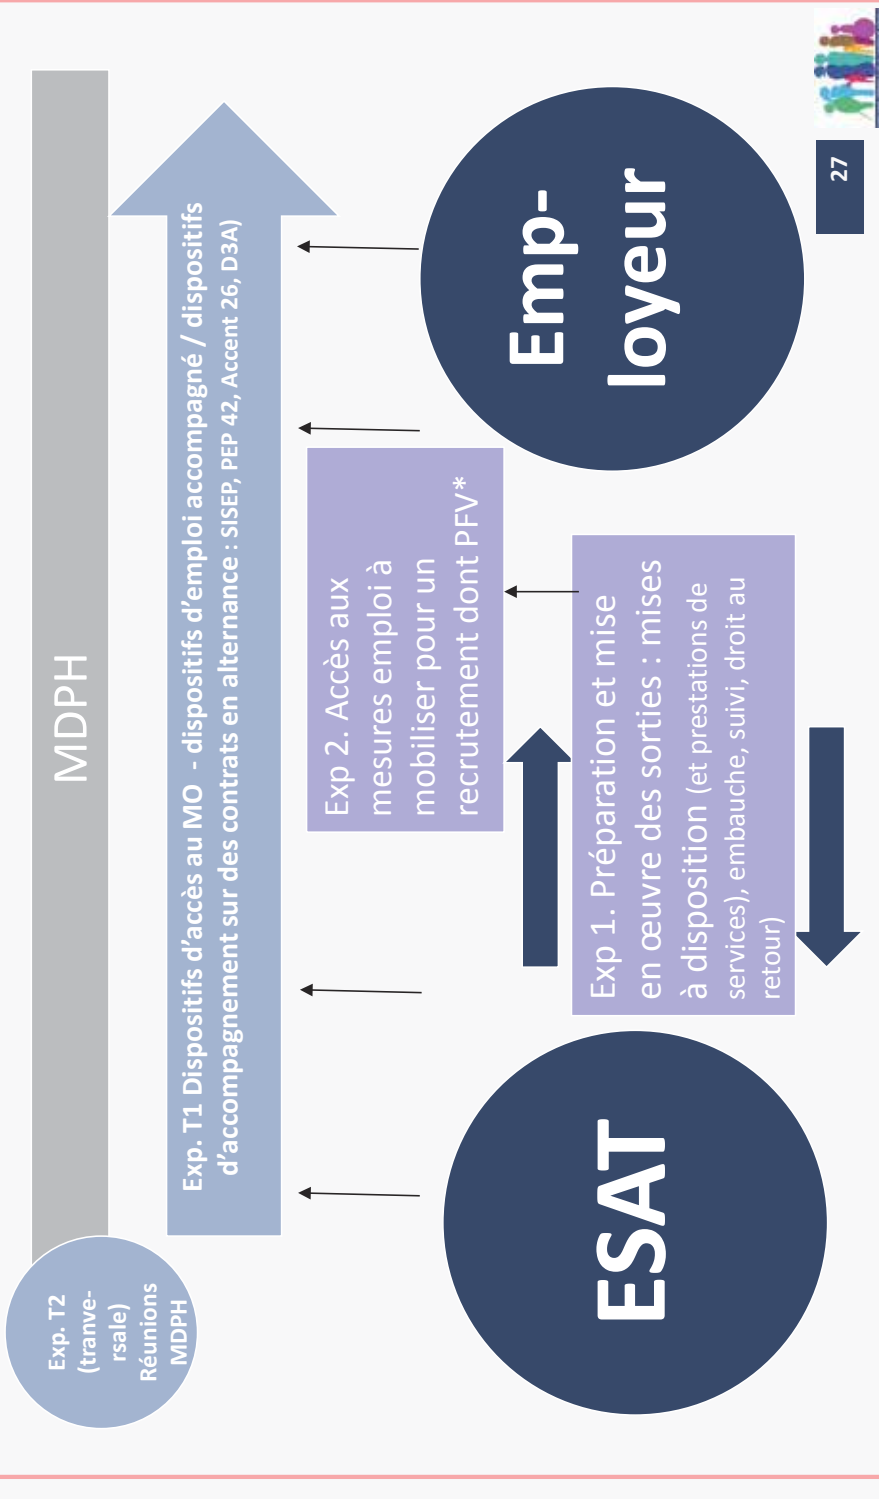 MDPH
Exp. T2
(tranve-
rsale)
Réunions
MDPH
Exp. T1 Dispositifs d'accès au MO - dispositifs d'emploi accompagné / dispositifs
d'accompagnement sur des contrats en alternance : SISEP, PEP 42, Accent 26, D3A)
Exp 2. Accès aux
mesures emploi à
mobiliser pour un
recrutement dont PFV*
Exp 1. Préparation et mise
en œuvre des sorties : mises
à disposition (et prestations de
services), embauche, suivi, droit au
retour)
ESAT
Emp-
loyeur
27